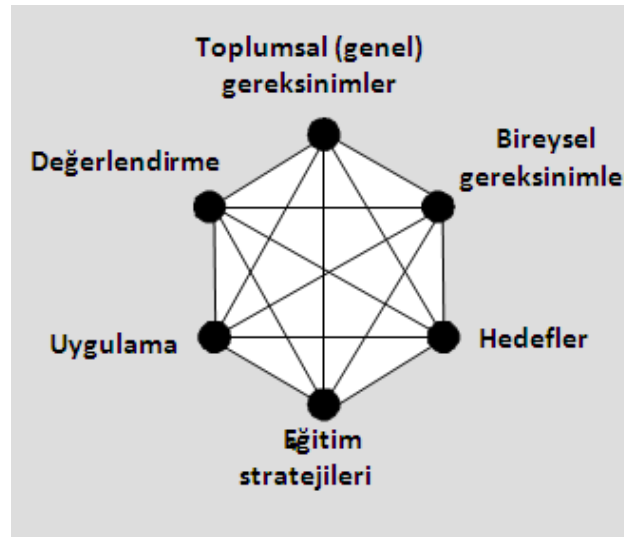 Toplumsal (genel)
gereksinimler
Bireysel
gereksinimle
Değerlendirme
Uygulama
Hedefler
Eğitim
stratejileri